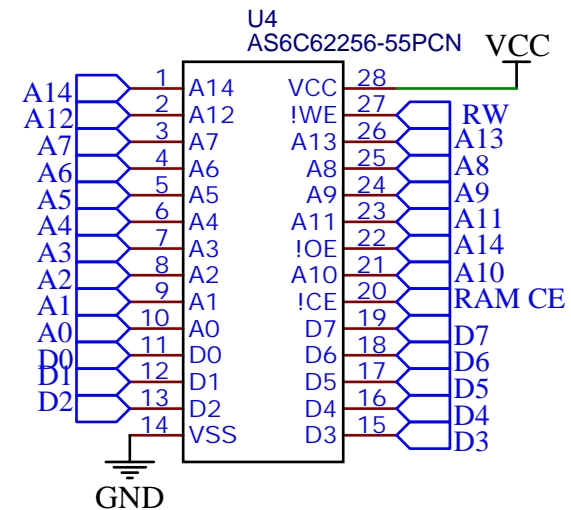 U4
AS6C62256-55PCN
VCC
A14 1 A14 VCC 28
A12 2 A12 !WE 27 RW
A7 3 A7 A13 26 A13
A6 4 A6 A8 25 A8
A5 5 A5 A9 24 A9
A4 6 A4 A11 23 A11
A3 7 A3 !OE 22 A14
A2 8 A2 A10 21 A10
A1 9 A1 !CE 20 RAM CE
A0 10 A0 D7 19 D7
D0 11 D0 D6 18 D6
D1 12 D1 D5 17 D5
D2 13 D2 D4 16 D4
14 VSS D3 15 D3
GND